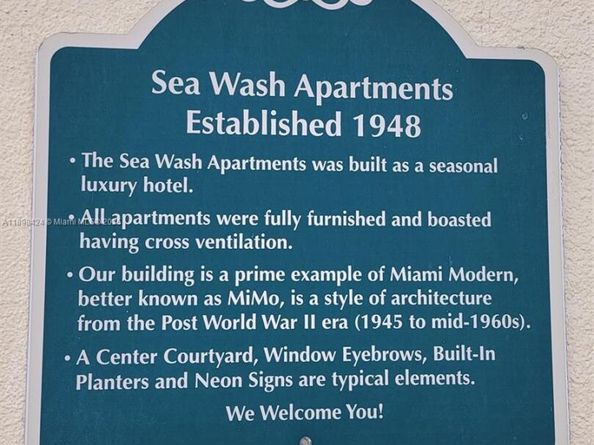 Sea Wash Apartments
Established 1948
• The Sea Wash Apartments was built as a seasonal
luxury hotel.
• All apartments were fully furnished and boasted
having cross ventilation.
• Our building is a prime example of Miami Modern,
better known as MiMo, is a style of architecture
from the Post World War II era (1945 to mid-1960s).
• A Center Courtyard, Window Eyebrows, Built-In
Planters and Neon Signs are typical elements.
We Welcome You!